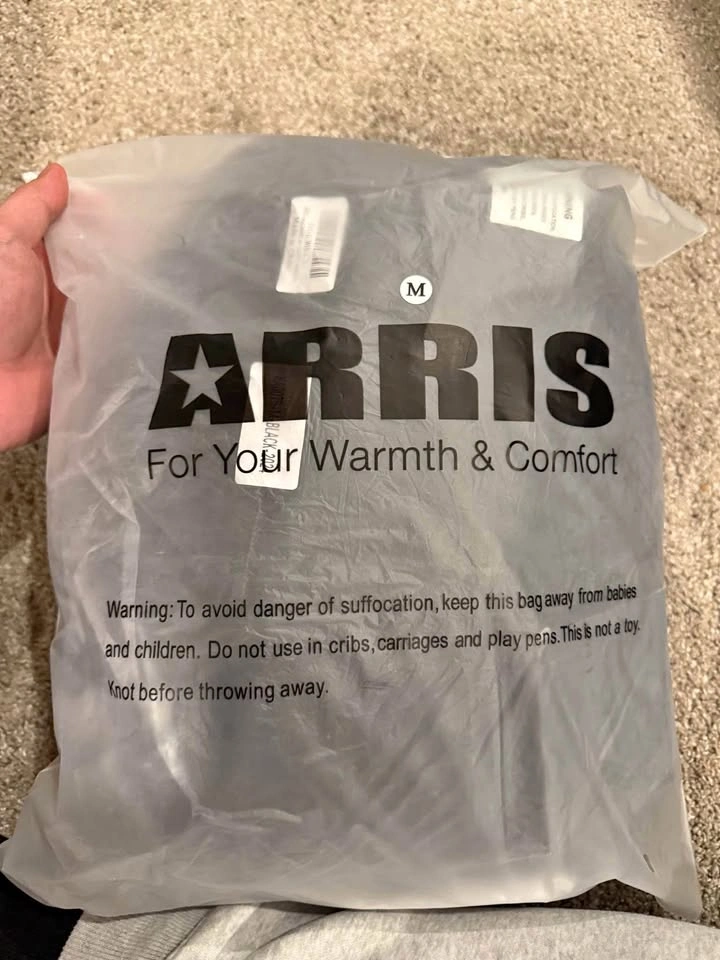 M
ARRIS
For Your Warmth & Comfort
BLACK
Warning: To avoid danger of suffocation, keep this bag away from babies
and children. Do not use in cribs, carriages and play pens. This is not a toy.
Knot before throwing away.